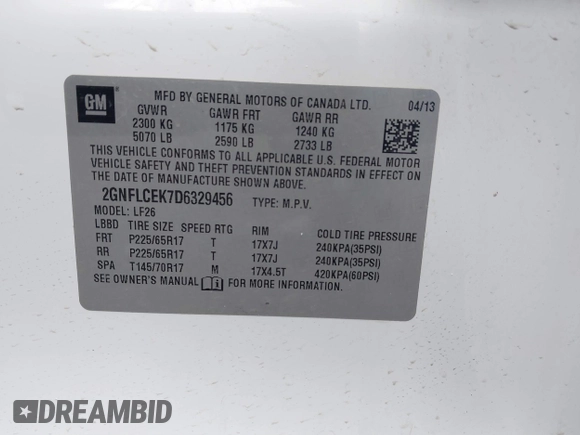 GM
MFD BY GENERAL MOTORS OF CANADA LTD. 04/13
GVWR GAWR FRT GAWR RR
2300 KG 1175 KG 1240 KG
5070 LB 2590 LB 2733 LB
THIS VEHICLE CONFORMS TO ALL APPLICABLE U.S. FEDERAL MOTOR
VEHICLE SAFETY AND THEFT PREVENTION STANDARDS IN EFFECT ON
THE DATE OF MANUFACTURE SHOWN ABOVE.
2GNFLCEK7D6329456 TYPE: M.P.V.
MODEL: LF26
LBBD TIRE SIZE SPEED RTG RIM COLD TIRE PRESSURE
FRT P225/65R17 T 17X7J 240KPA(35PSI)
RR P225/65R17 T 17X7J 240KPA(35PSI)
SPA T145/70R17 M 17X4.5T 420KPA(60PSI)
SEE OWNER'S MANUAL FOR MORE INFORMATION.
DREAMBID